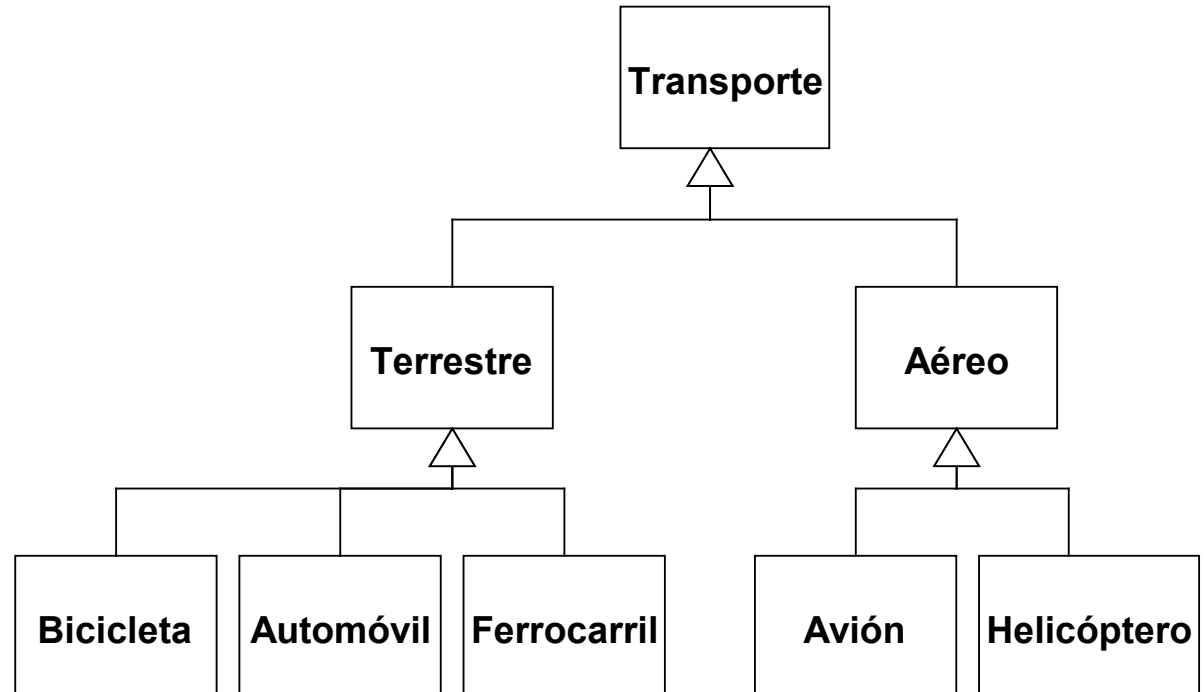 Transporte
Terrestre
Aéreo
Bicicleta
Automóvil
Ferrocarril
Avión
Helicóptero